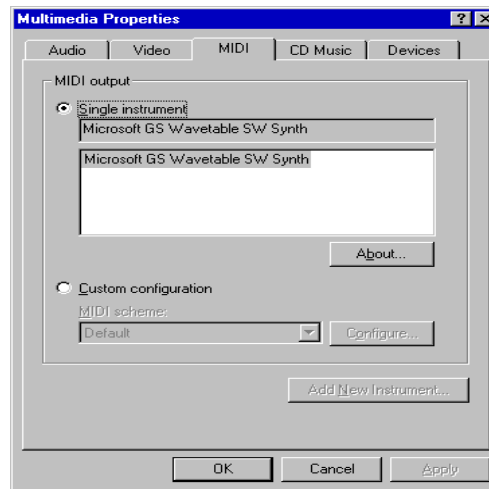 Multimedia Properties
Audio Video MIDI CD Music Devices
MIDI output
Single instrument
Microsoft GS Wavetable SW Synth
Microsoft GS Wavetable SW Synth
About...
Custom configuration
MIDI scheme:
Default Configure...
Add New Instrument...
OK Cancel Apply